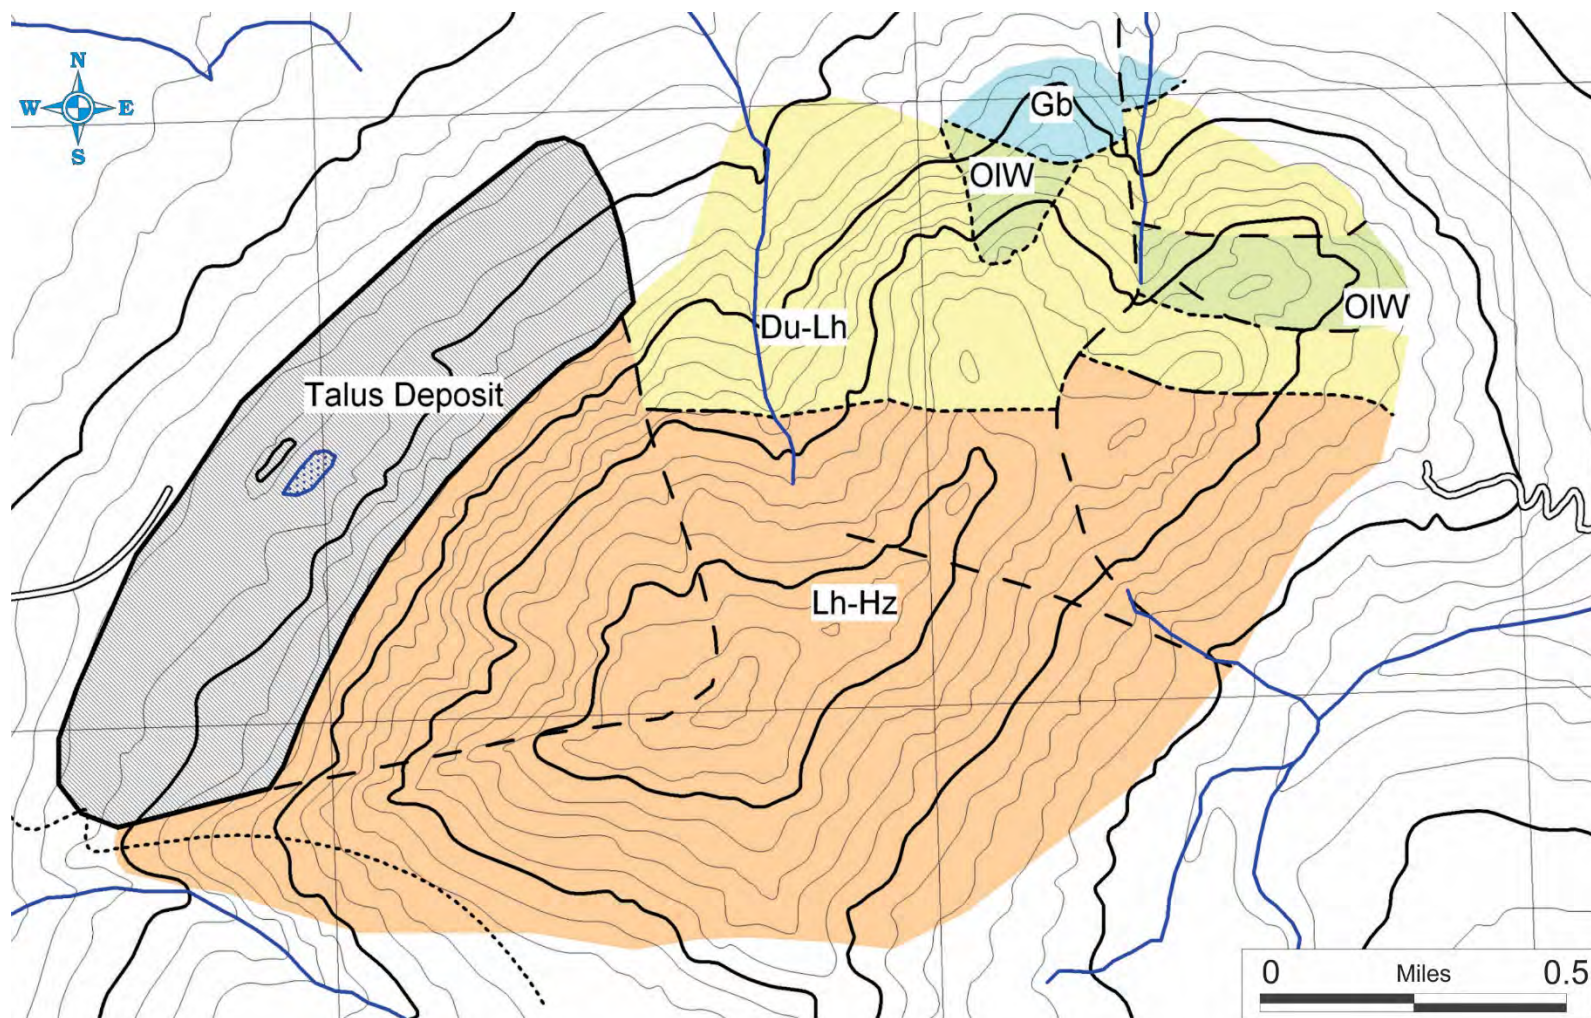 N
W E
S
Gb
OlW
Du-Lh
OlW
Talus Deposit
Lh-Hz
0 Miles 0.5